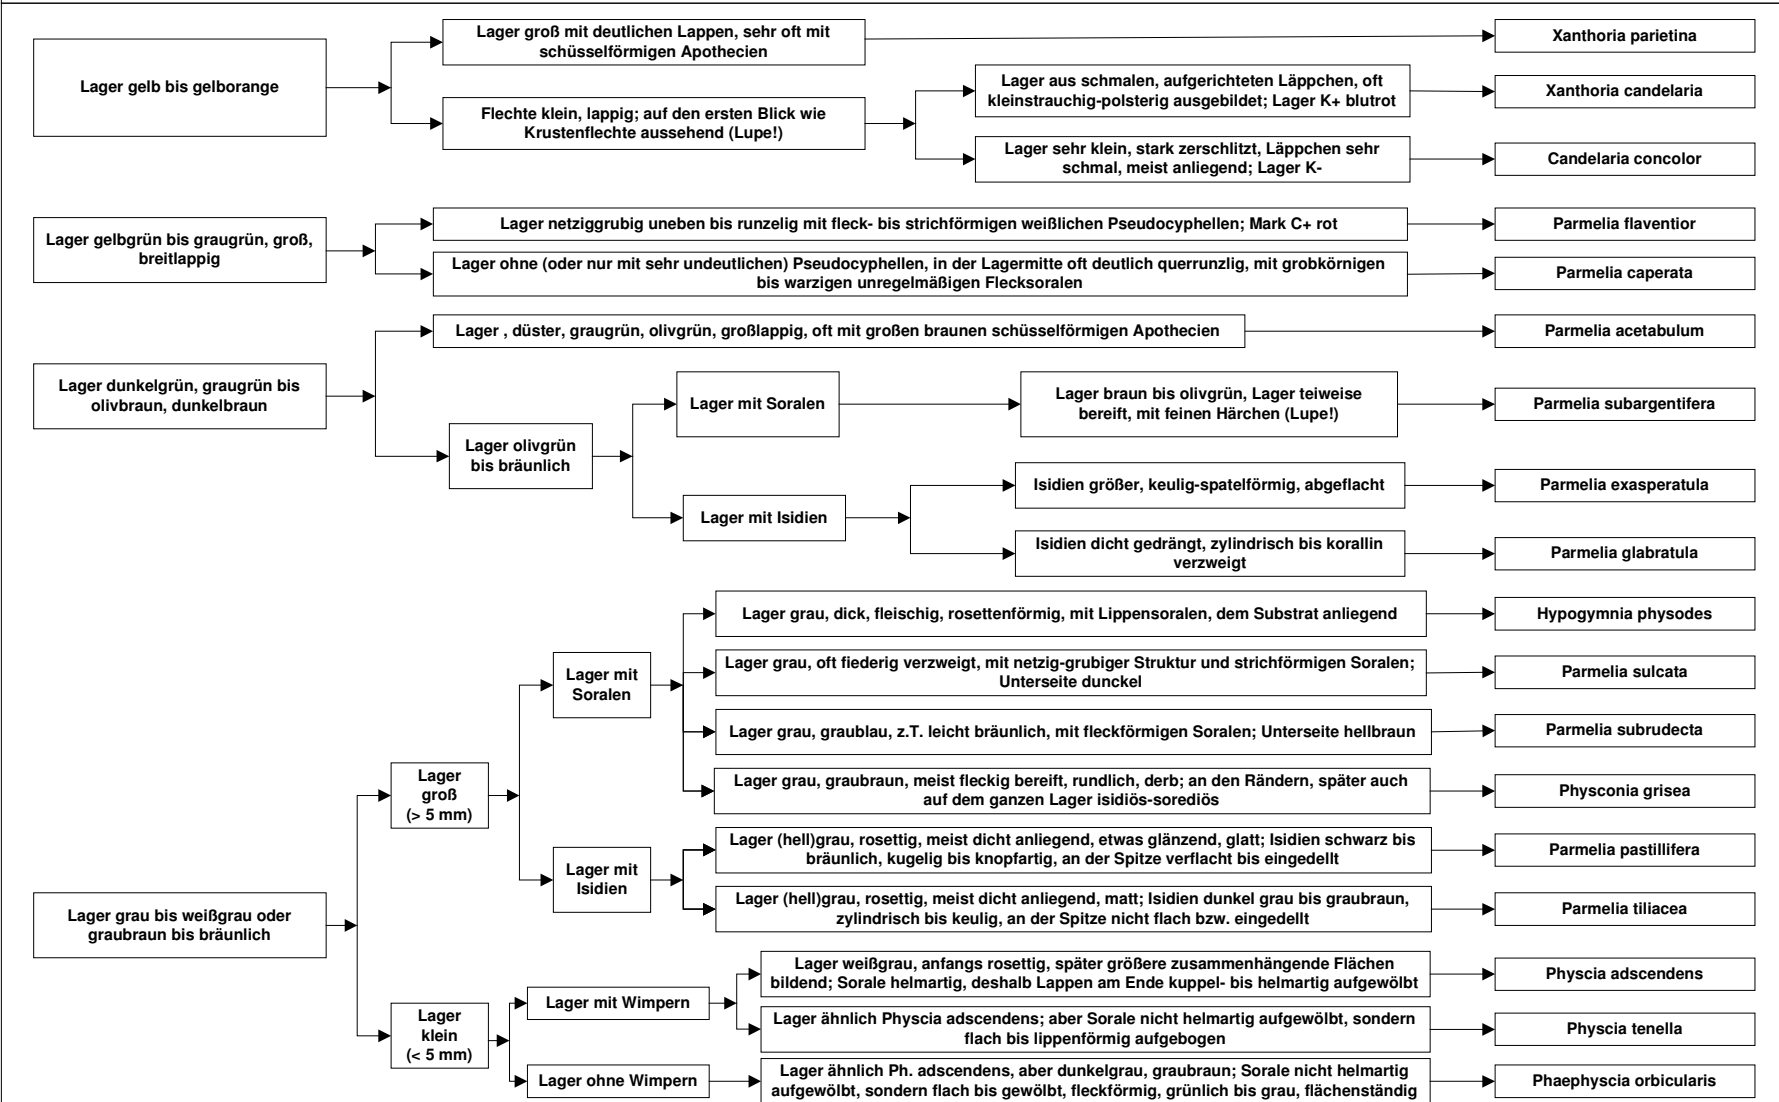 Lager gelb bis gelborange
Lager groß mit deutlichen Lappen, sehr oft mit
schüsselförmigen Apothecien
Xanthoria parietina
Flechte klein, lappig; auf den ersten Blick wie
Krustenflechte aussehend (Lupe!)
Lager aus schmalen, aufgerichteten Läppchen, oft
kleinstrauchig-polsterig ausgebildet; Lager K+ blutrot
Xanthoria candelaria
Lager sehr klein, stark zerschlitzt, Läppchen sehr
schmal, meist anliegend; Lager K-
Candelaria concolor
Lager gelbgrün bis graugrün, groß,
breitlappig
Lager netziggrubig uneben bis runzelig mit fleck- bis strichförmigen weißlichen Pseudocyphellen; Mark C+ rot
Parmelia flaventior
Lager ohne (oder nur mit sehr undeutlichen) Pseudocyphellen, in der Lagermitte oft deutlich querrunzlig, mit grobkörnigen
bis warzigen unregelmäßigen Flecksoralen
Parmelia caperata
Lager dunkelgrün, graugrün bis
olivbraun, dunkelbraun
Lager , düster, graugrün, olivgrün, großlappig, oft mit großen braunen schüsselförmigen Apothecien
Parmelia acetabulum
Lager olivgrün
bis bräunlich
Lager mit Soralen
Lager braun bis olivgrün, Lager teiweise
bereift, mit feinen Härchen (Lupe!)
Parmelia subargentifera
Lager mit Isidien
Isidien größer, keulig-spatelförmig, abgeflacht
Parmelia exasperatula
Isidien dicht gedrängt, zylindrisch bis korallin
verzweigt
Parmelia glabratula
Lager grau bis weißgrau oder
graubraun bis bräunlich
Lager
groß
(> 5 mm)
Lager mit
Soralen
Lager grau, dick, fleischig, rosettenförmig, mit Lippensoralen, dem Substrat anliegend
Hypogymnia physodes
Lager grau, oft fiederig verzweigt, mit netzig-grubiger Struktur und strichförmigen Soralen;
Unterseite dunckel
Parmelia sulcata
Lager grau, graublau, z.T. leicht bräunlich, mit fleckförmigen Soralen; Unterseite hellbraun
Parmelia subrudecta
Lager grau, graubraun, meist fleckig bereift, rundlich, derb; an den Rändern, später auch
auf dem ganzen Lager isidiös-sorediös
Physconia grisea
Lager mit
Isidien
Lager (hell)grau, rosettig, meist dicht anliegend, etwas glänzend, glatt; Isidien schwarz bis
bräunlich, kugelig bis knopfartig, an der Spitze verflacht bis eingedellt
Parmelia pastillifera
Lager (hell)grau, rosettig, meist dicht anliegend, matt; Isidien dunkel grau bis graubraun,
zylindrisch bis keulig, an der Spitze nicht flach bzw. eingedellt
Parmelia tiliacea
Lager
klein
(< 5 mm)
Lager mit Wimpern
Lager weißgrau, anfangs rosettig, später größere zusammenhängende Flächen
bildend; Sorale helmartig, deshalb Lappen am Ende kuppel- bis helmartig aufgewölbt
Physcia adscendens
Lager ähnlich Physcia adscendens; aber Sorale nicht helmartig aufgewölbt, sondern
flach bis lippenförmig aufgebogen
Physcia tenella
Lager ohne Wimpern
Lager ähnlich Ph. adscendens, aber dunkelgrau, graubraun; Sorale nicht helmartig
aufgewölbt, sondern flach bis gewölbt, fleckförmig, grünlich bis grau, flächenständig
Phaephyscia orbicularis